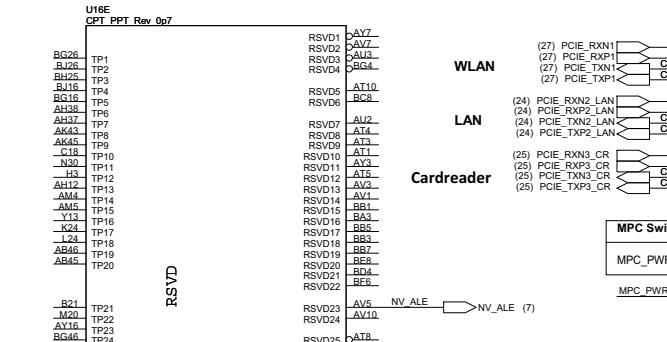 U16E
CPT_PPT_Rev_0p7
BG26 TP1
BJ26 TP2
BH25 TP3
BJ16 TP4
BG16 TP5
AH38 TP6
AH37 TP7
AK43 TP8
AK45 TP9
C18 TP10
N30 TP11
H3 TP12
AH12 TP13
AM4 TP14
AM5 TP15
Y13 TP16
K24 TP17
L24 TP18
AB46 TP19
AB45 TP20
B21 TP21
M20 TP22
AY16 TP23
BG46 TP24
RSVD
RSVD1 AY7
RSVD2 AV7
RSVD3 AU3
RSVD4 BG4
RSVD5 AT10
RSVD6 BC8
RSVD7 AU2
RSVD8 AT4
RSVD9 AT3
RSVD10 AT1
RSVD11 AY3
RSVD12 AT5
RSVD13 AV3
RSVD14 AV1
RSVD15 BB1
RSVD16 BA3
RSVD17 BB5
RSVD18 BB3
RSVD19 BB7
RSVD20 BE8
RSVD21 BD4
RSVD22 BF6
RSVD23 AV5 NV_ALE NV_ALE (7)
RSVD24 AV10
RSVD25 AT8
WLAN
(27) PCIE_RXN1
(27) PCIE_RXP1
(27) PCIE_TXN1 C
(27) PCIE_TXP1 C
LAN
(24) PCIE_RXN2_LAN
(24) PCIE_RXP2_LAN
(24) PCIE_TXN2_LAN C
(24) PCIE_TXP2_LAN C
Cardreader
(25) PCIE_RXN3_CR
(25) PCIE_RXP3_CR
(25) PCIE_TXN3_CR C
(25) PCIE_TXP3_CR C
MPC Swi
MPC_PWR
MPC_PWR